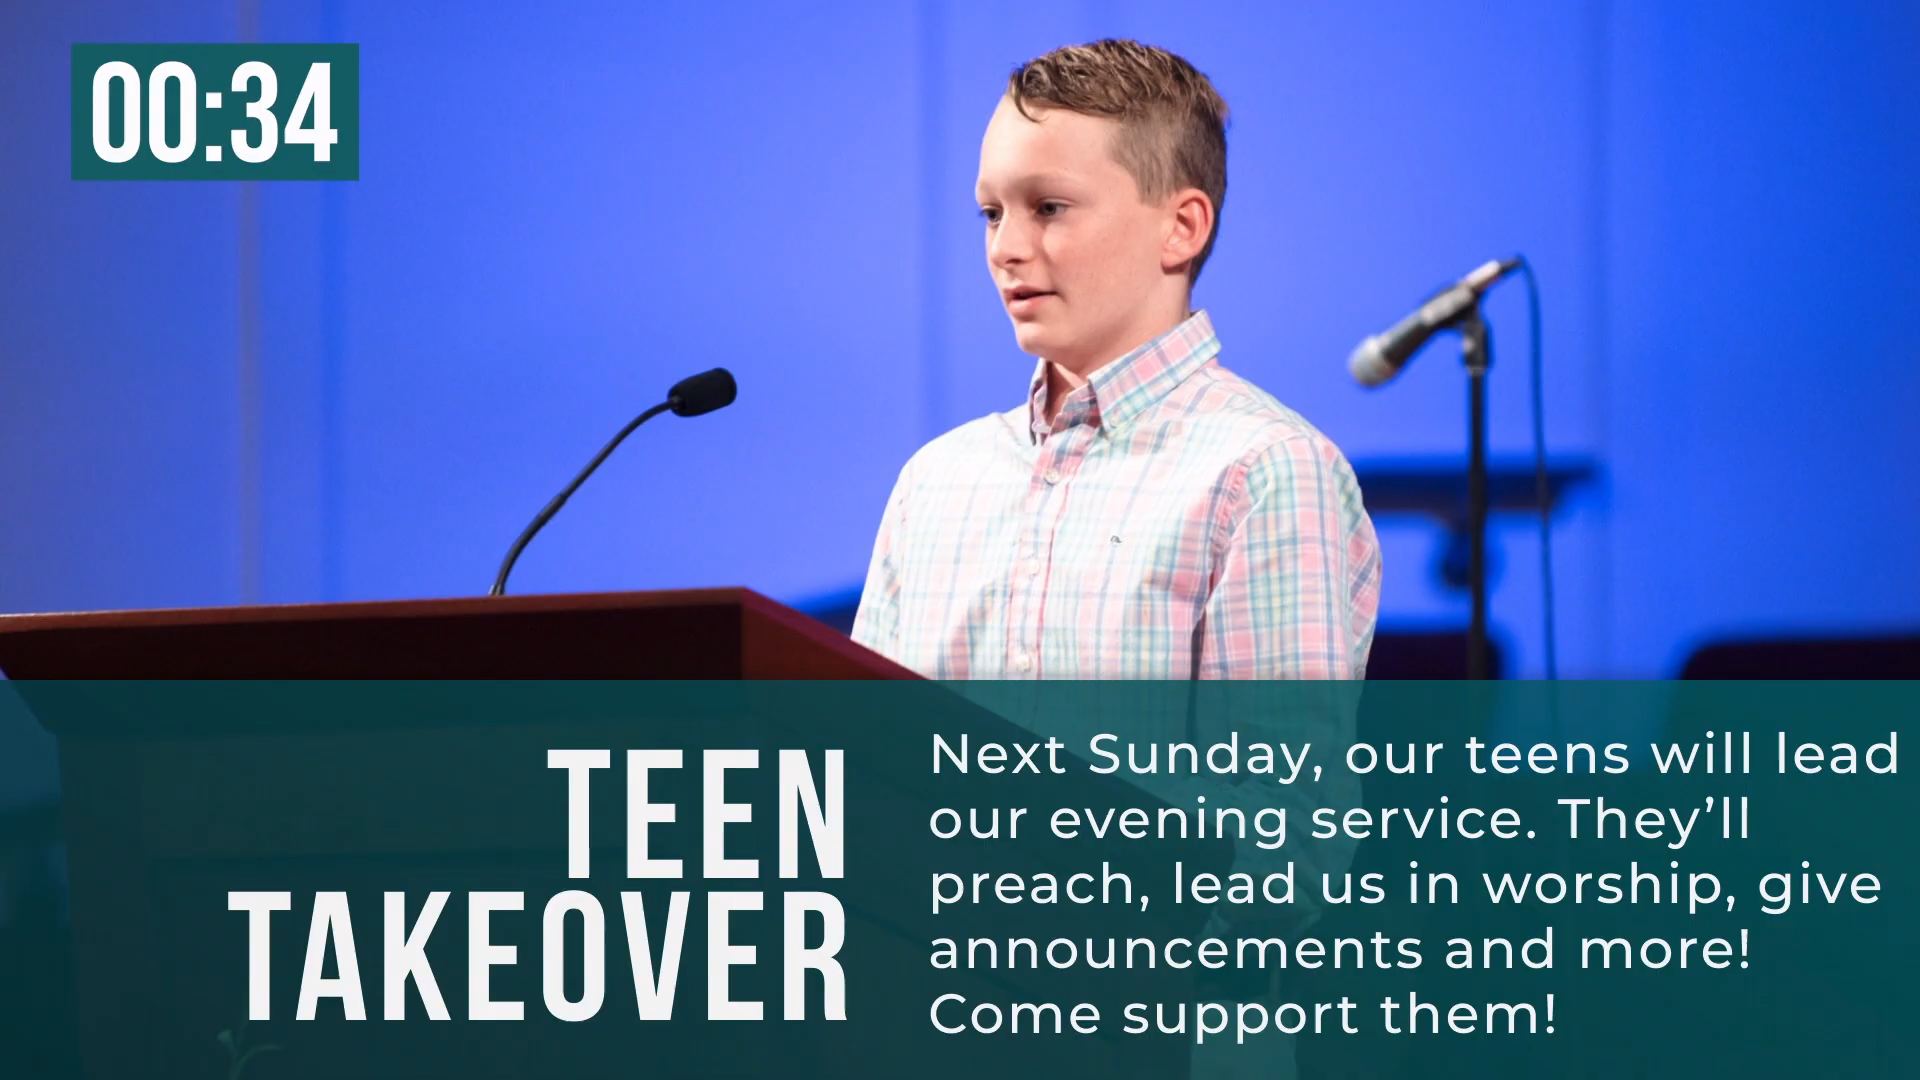 00:34
TEEN
TAKEOVER
Next Sunday, our teens will lead
our evening service. They’ll
preach, lead us in worship, give
announcements and more!
Come support them!